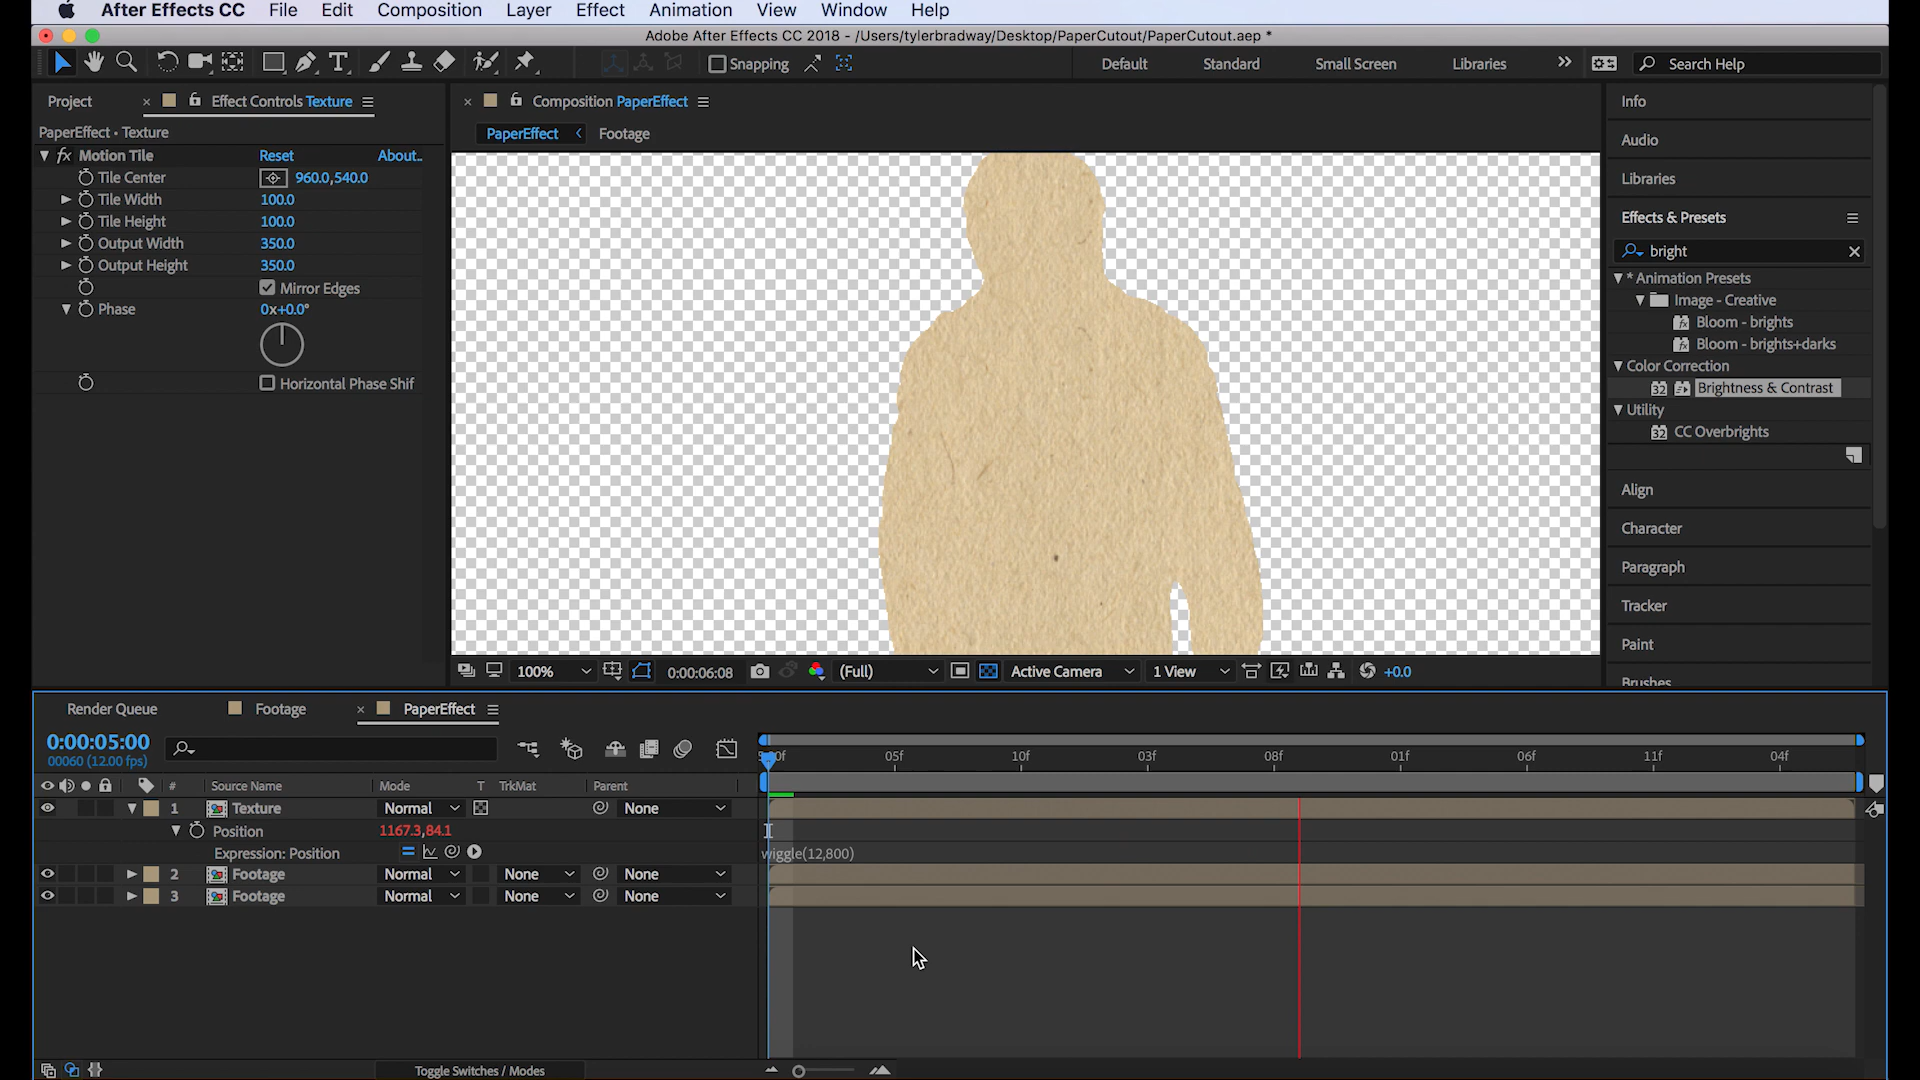 After Effects CC File Edit Composition Layer Effect Animation View Window Help
Adobe After Effects CC 2018 - /Users/tylerbradway/Desktop/PaperCutout/PaperCutout.aep *
Snapping Default Standard Small Screen Libraries Search Help
Project Effect Controls Texture
PaperEffect • Texture
Motion Tile Reset About..
Tile Center 960.0,540.0
Tile Width 100.0
Tile Height 100.0
Output Width 350.0
Output Height 350.0
Mirror Edges
Phase 0x+0.0°
Horizontal Phase Shif
Composition PaperEffect
PaperEffect Footage
100% 0:00:06:08 (Full) Active Camera 1 View +0.0
Info
Audio
Libraries
Effects & Presets
bright
* Animation Presets
Image - Creative
Bloom - brights
Bloom - brights+darks
Color Correction
32 Brightness & Contrast
Utility
32 CC Overbrights
Align
Character
Paragraph
Tracker
Paint
Brushes
Render Queue Footage PaperEffect
0:00:05:00
00060 (12.00 fps)
05f 10f 03f 08f 01f 06f 11f 04f
# Source Name Mode T TrkMat Parent
1 Texture Normal None
Position 1167.3,84.1
Expression: Position wiggle(12,800)
2 Footage Normal None None
3 Footage Normal None None
Toggle Switches / Modes